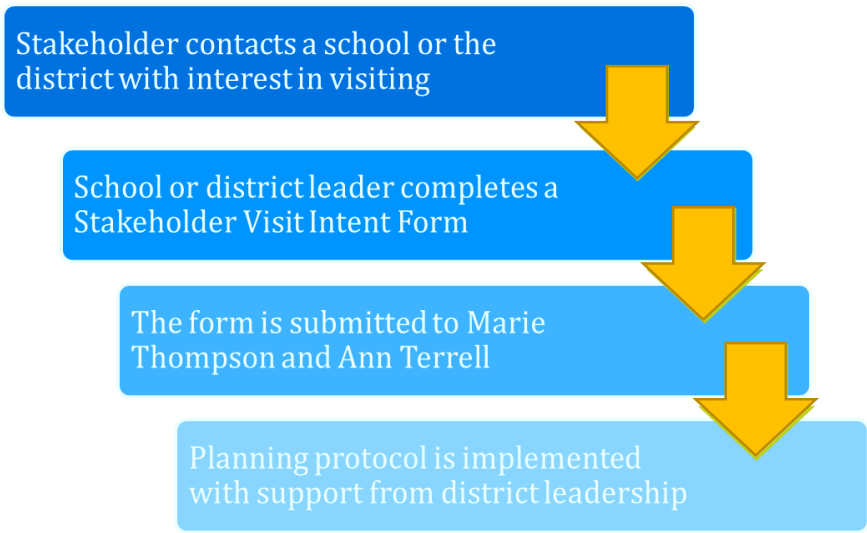 Stakeholder contacts a school or the
district with interest in visiting
School or district leader completes a
Stakeholder Visit Intent Form
The form is submitted to Marie
Thompson and Ann Terrell
Planning protocol is implemented
with support from district leadership